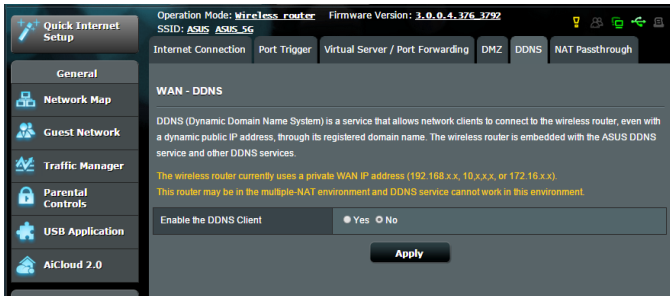 Quick Internet
Setup
Operation Mode: Wireless router Firmware Version: 3.0.0.4.376_3792
SSID: ASUS ASUS_5G
Internet Connection Port Trigger Virtual Server / Port Forwarding DMZ DDNS NAT Passthrough
General
Network Map
Guest Network
Traffic Manager
Parental
Controls
USB Application
AiCloud 2.0
WAN - DDNS
DDNS (Dynamic Domain Name System) is a service that allows network clients to connect to the wireless router, even with
a dynamic public IP address, through its registered domain name. The wireless router is embedded with the ASUS DDNS
service and other DDNS services.
The wireless router currently uses a private WAN IP address (192.168.x.x, 10,x,x,x, or 172.16.x.x).
This router may be in the multiple-NAT environment and DDNS service cannot work in this environment.
Enable the DDNS Client Yes No
Apply